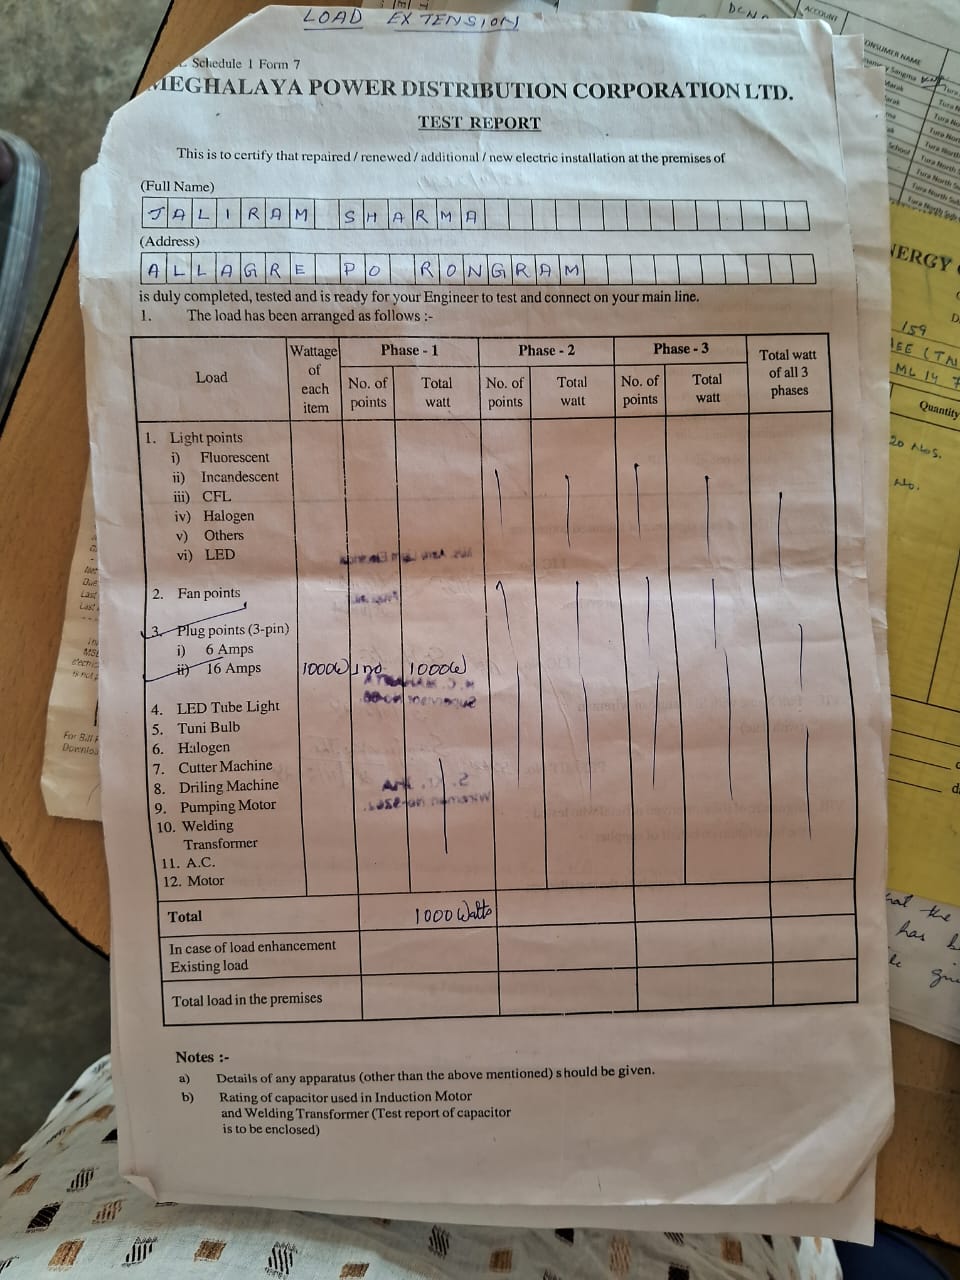 LOAD EXTENSION
Schedule 1 Form 7
MEGHALAYA POWER DISTRIBUTION CORPORATION LTD.
TEST REPORT
This is to certify that repaired / renewed / additional / new electric installation at the premises of
(Full Name)
JALIRAM SHARMA
(Address)
ALLAGRE PO RONGRAM
is duly completed, tested and is ready for your Engineer to test and connect on your main line.
1. The load has been arranged as follows :-
Load
Wattage of each item
Phase - 1
Phase - 2
Phase - 3
Total watt of all 3 phases
No. of points
Total watt
No. of points
Total watt
No. of points
Total watt
1. Light points
i) Fluorescent
ii) Incandescent
iii) CFL
iv) Halogen
v) Others
vi) LED
2. Fan points
3. Plug points (3-pin)
i) 6 Amps
ii) 16 Amps 1000W 1no 1000W
4. LED Tube Light
5. Tuni Bulb
6. Halogen
7. Cutter Machine
8. Driling Machine
9. Pumping Motor
10. Welding
Transformer
11. A.C.
12. Motor
Total 1000 Watts
In case of load enhancement
Existing load
Total load in the premises
Notes :-
a) Details of any apparatus (other than the above mentioned) should be given.
b) Rating of capacitor used in Induction Motor
and Welding Transformer (Test report of capacitor
is to be enclosed)
ACCOUNT
CONSUMER NAME
159
Quantity
20 Nos.
No.
has